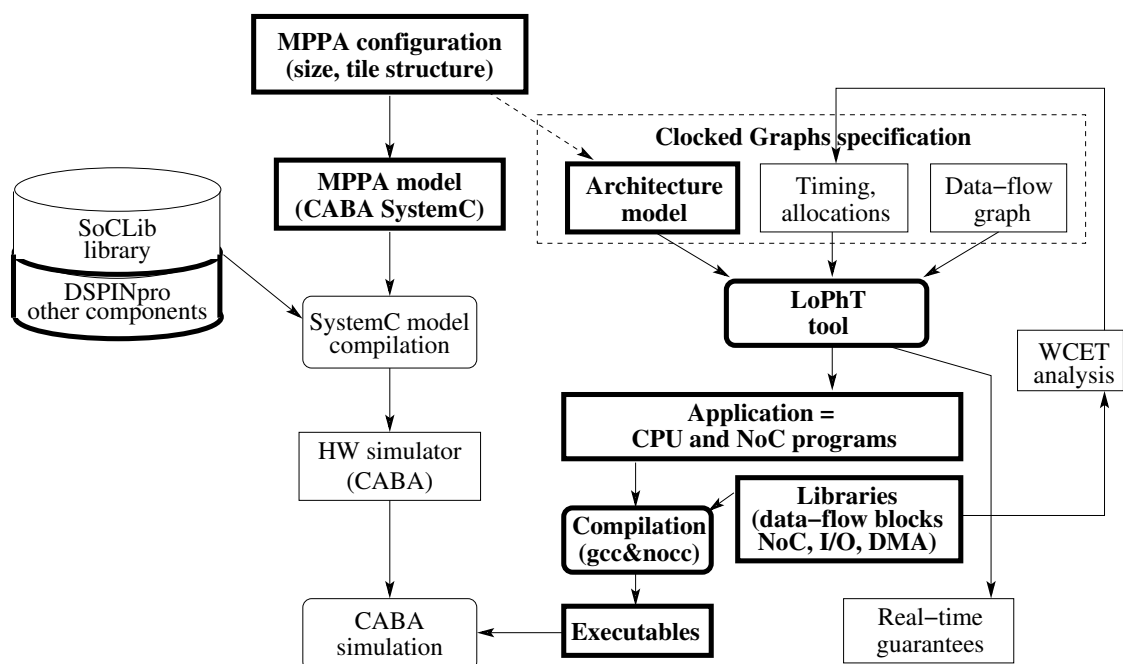 MPPA configuration
(size, tile structure)
Clocked Graphs specification
MPPA model
(CABA SystemC)
Architecture
model
Timing,
allocations
Data−flow
graph
SoCLib
library
DSPINpro
other components
SystemC model
compilation
LoPhT
tool
WCET
analysis
Application =
CPU and NoC programs
HW simulator
(CABA)
Libraries
(data−flow blocks
NoC, I/O, DMA)
Compilation
(gcc&nocc)
CABA
simulation
Executables
Real−time
guarantees